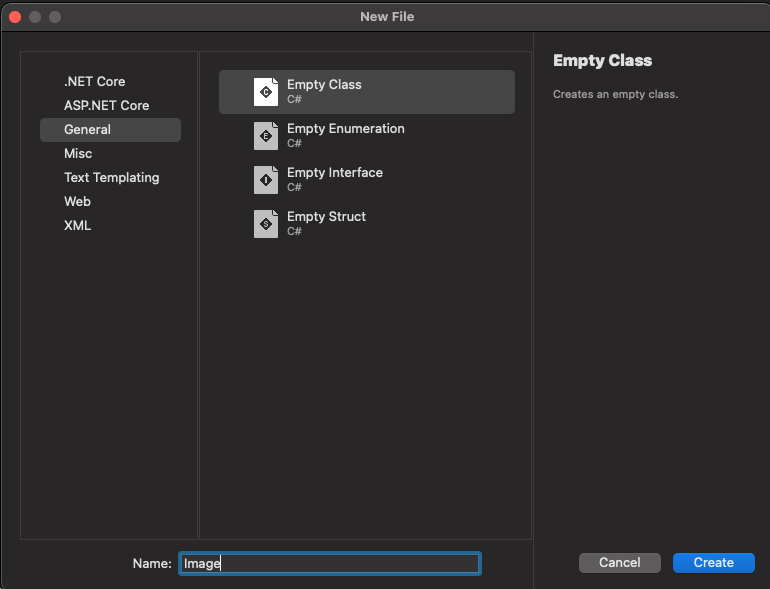 New File
.NET Core
ASP.NET Core
General
Misc
Text Templating
Web
XML
Empty Class
C#
Empty Enumeration
C#
Empty Interface
C#
Empty Struct
C#
Empty Class
Creates an empty class.
Name: Image
Cancel
Create